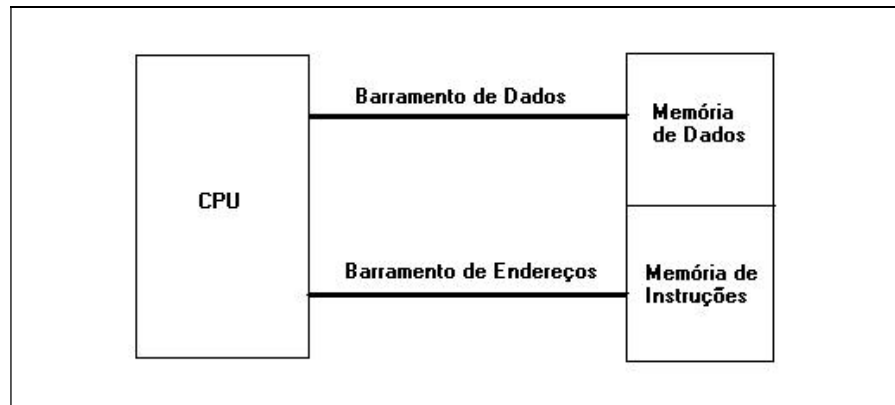 Barramento de Dados
Memória
de Dados
CPU
Barramento de Endereços
Memória de
Instruções